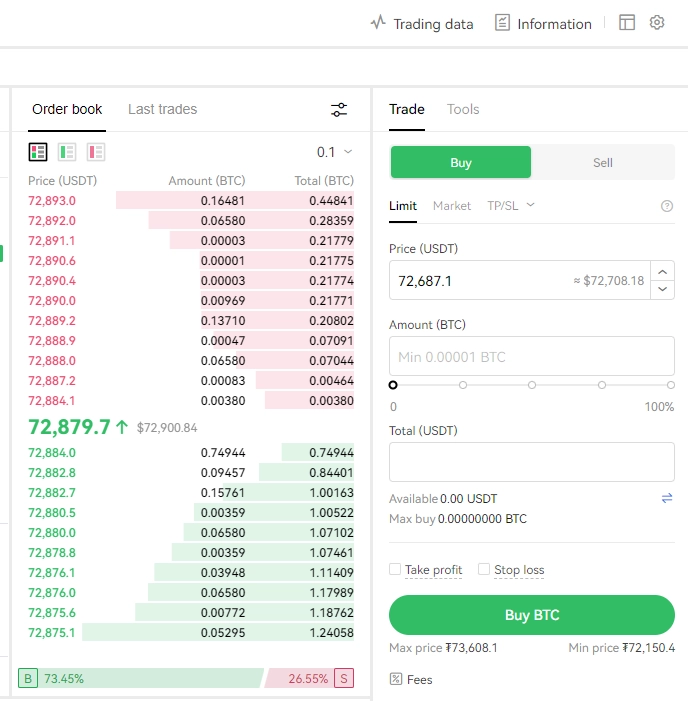 Trading data Information
Order book Last trades
0.1
Price (USDT) Amount (BTC) Total (BTC)
72,893.0 0.16481 0.44841
72,892.0 0.06580 0.28359
72,891.1 0.00003 0.21779
72,890.6 0.00001 0.21775
72,890.4 0.00003 0.21774
72,890.0 0.00969 0.21771
72,889.2 0.13710 0.20802
72,888.9 0.00047 0.07091
72,888.0 0.06580 0.07044
72,887.2 0.00083 0.00464
72,884.1 0.00380 0.00380
72,879.7↑ $72,900.84
72,884.0 0.74944 0.74944
72,882.8 0.09457 0.84401
72,882.7 0.15761 1.00163
72,880.5 0.00359 1.00522
72,880.0 0.06580 1.07102
72,878.8 0.00359 1.07461
72,876.1 0.03948 1.11409
72,876.0 0.06580 1.17989
72,875.6 0.00772 1.18762
72,875.1 0.05295 1.24058
B 73.45% 26.55% S
Trade Tools
Buy Sell
Limit Market TP/SL
Price (USDT)
72,687.1 ≈ $72,708.18
Amount (BTC)
Min 0.00001 BTC
0 100%
Total (USDT)
Available 0.00 USDT
Max buy 0.00000000 BTC
Take profit Stop loss
Buy BTC
Max price ₮73,608.1 Min price ₮72,150.4
Fees